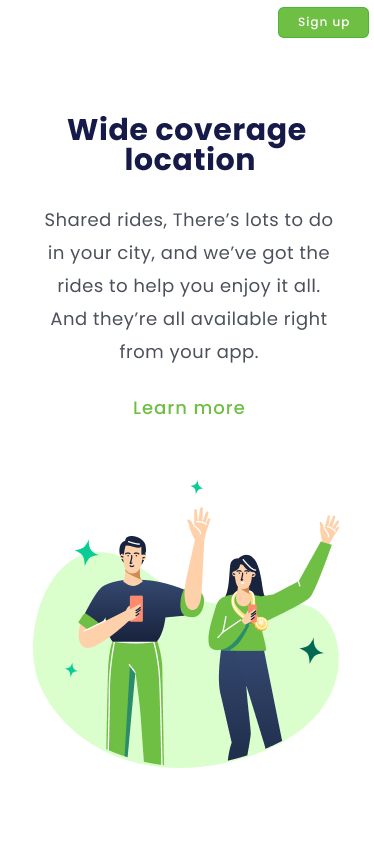 Sign up
Wide coverage
location
Shared rides, There’s lots to do
in your city, and we’ve got the
rides to help you enjoy it all.
And they’re all available right
from your app.
Learn more